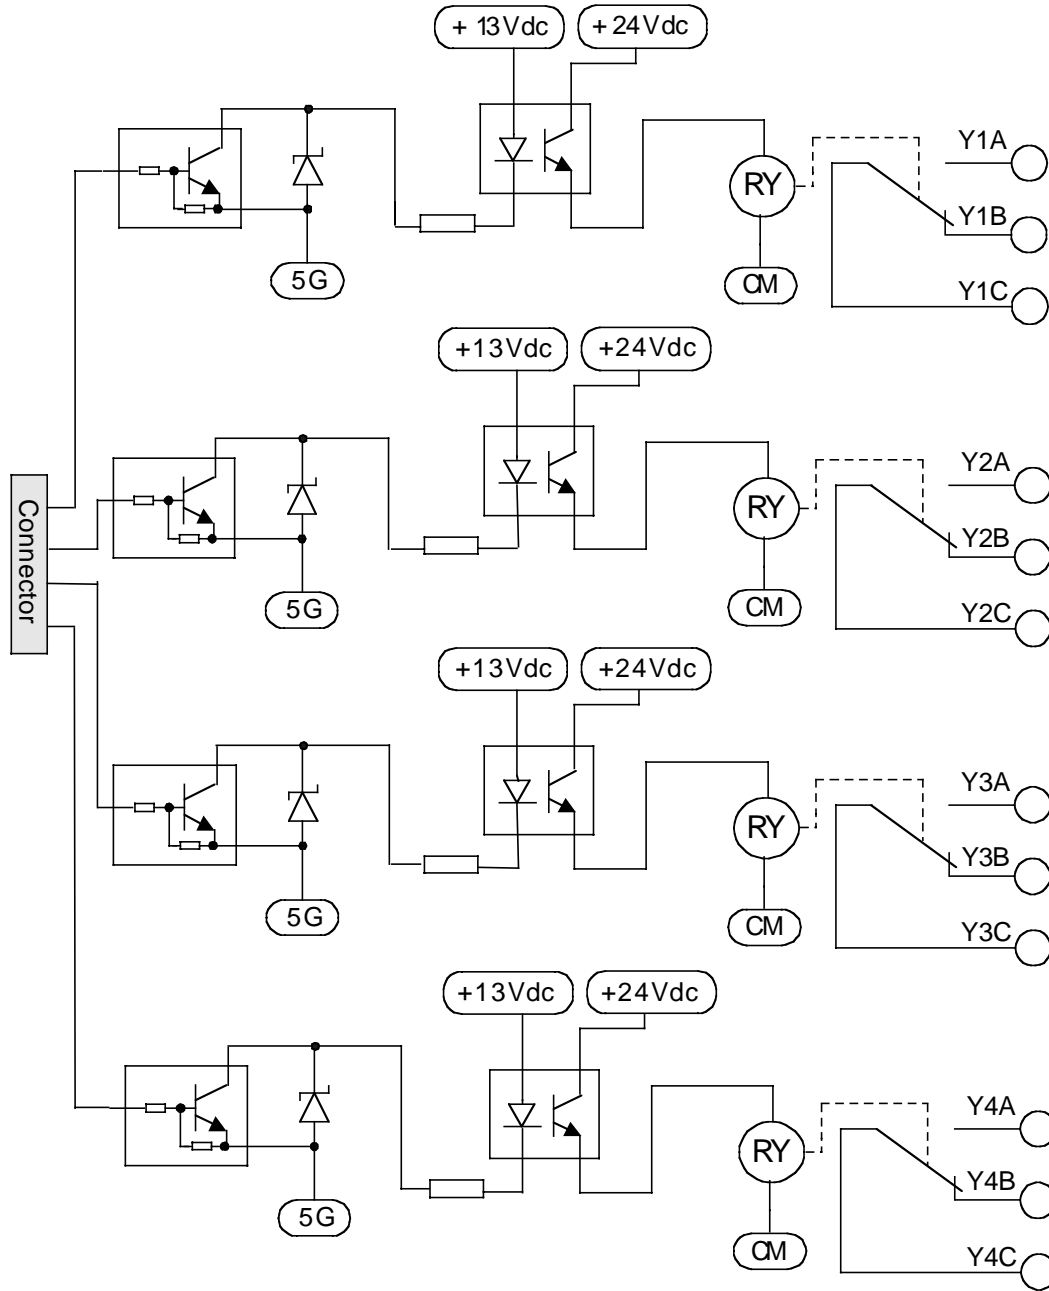 + 13Vdc
+ 24Vdc
RY
Y1A
Y1B
5G
CM
Y1C
+13Vdc
+24Vdc
RY
Y2A
Y2B
Connector
5G
CM
Y2C
+13Vdc
+24Vdc
RY
Y3A
Y3B
5G
CM
Y3C
+13Vdc
+24Vdc
RY
Y4A
Y4B
5G
CM
Y4C